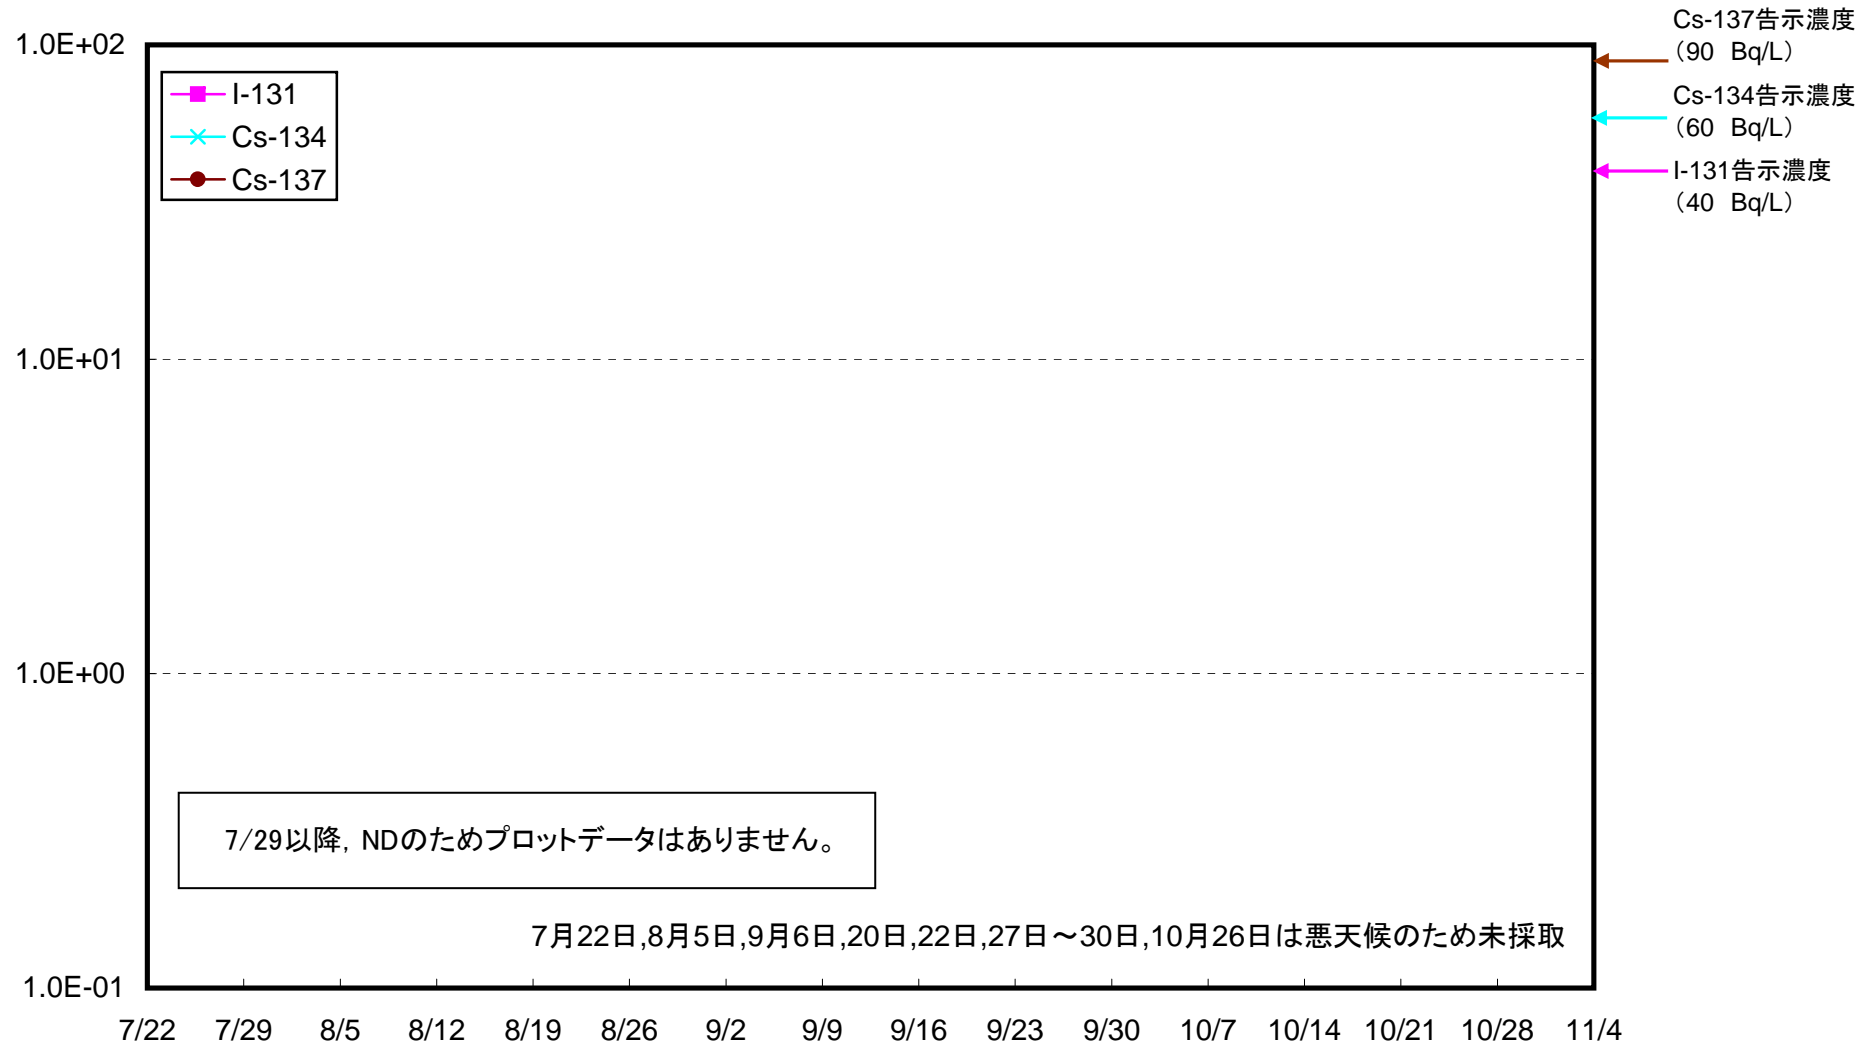 Cs-137告示濃度
（90　Bq/L）
1.0E+02
I-131
Cs-134
Cs-137
Cs-134告示濃度
（60　Bq/L）
I-131告示濃度
（40　Bq/L）
1.0E+01
1.0E+00
7/29以降，NDのためプロットデータはありません。
7月22日,8月5日,9月6日,20日,22日,27日～30日,10月26日は悪天候のため未採取
1.0E-01
7/22 7/29 8/5 8/12 8/19 8/26 9/2 9/9 9/16 9/23 9/30 10/7 10/14 10/21 10/28 11/4